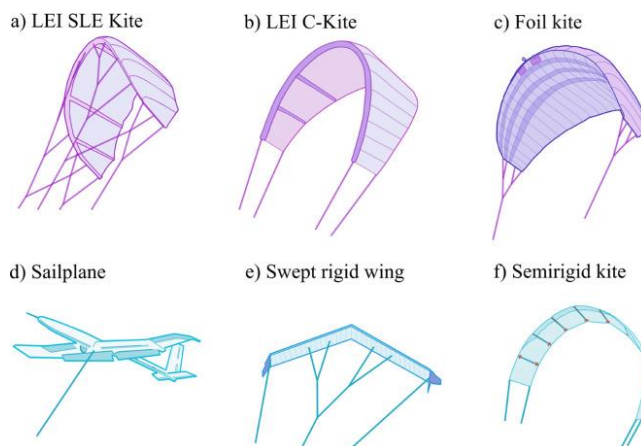 a) LEI SLE Kite
b) LEI C-Kite
c) Foil kite
d) Sailplane
e) Swept rigid wing
f) Semirigid kite